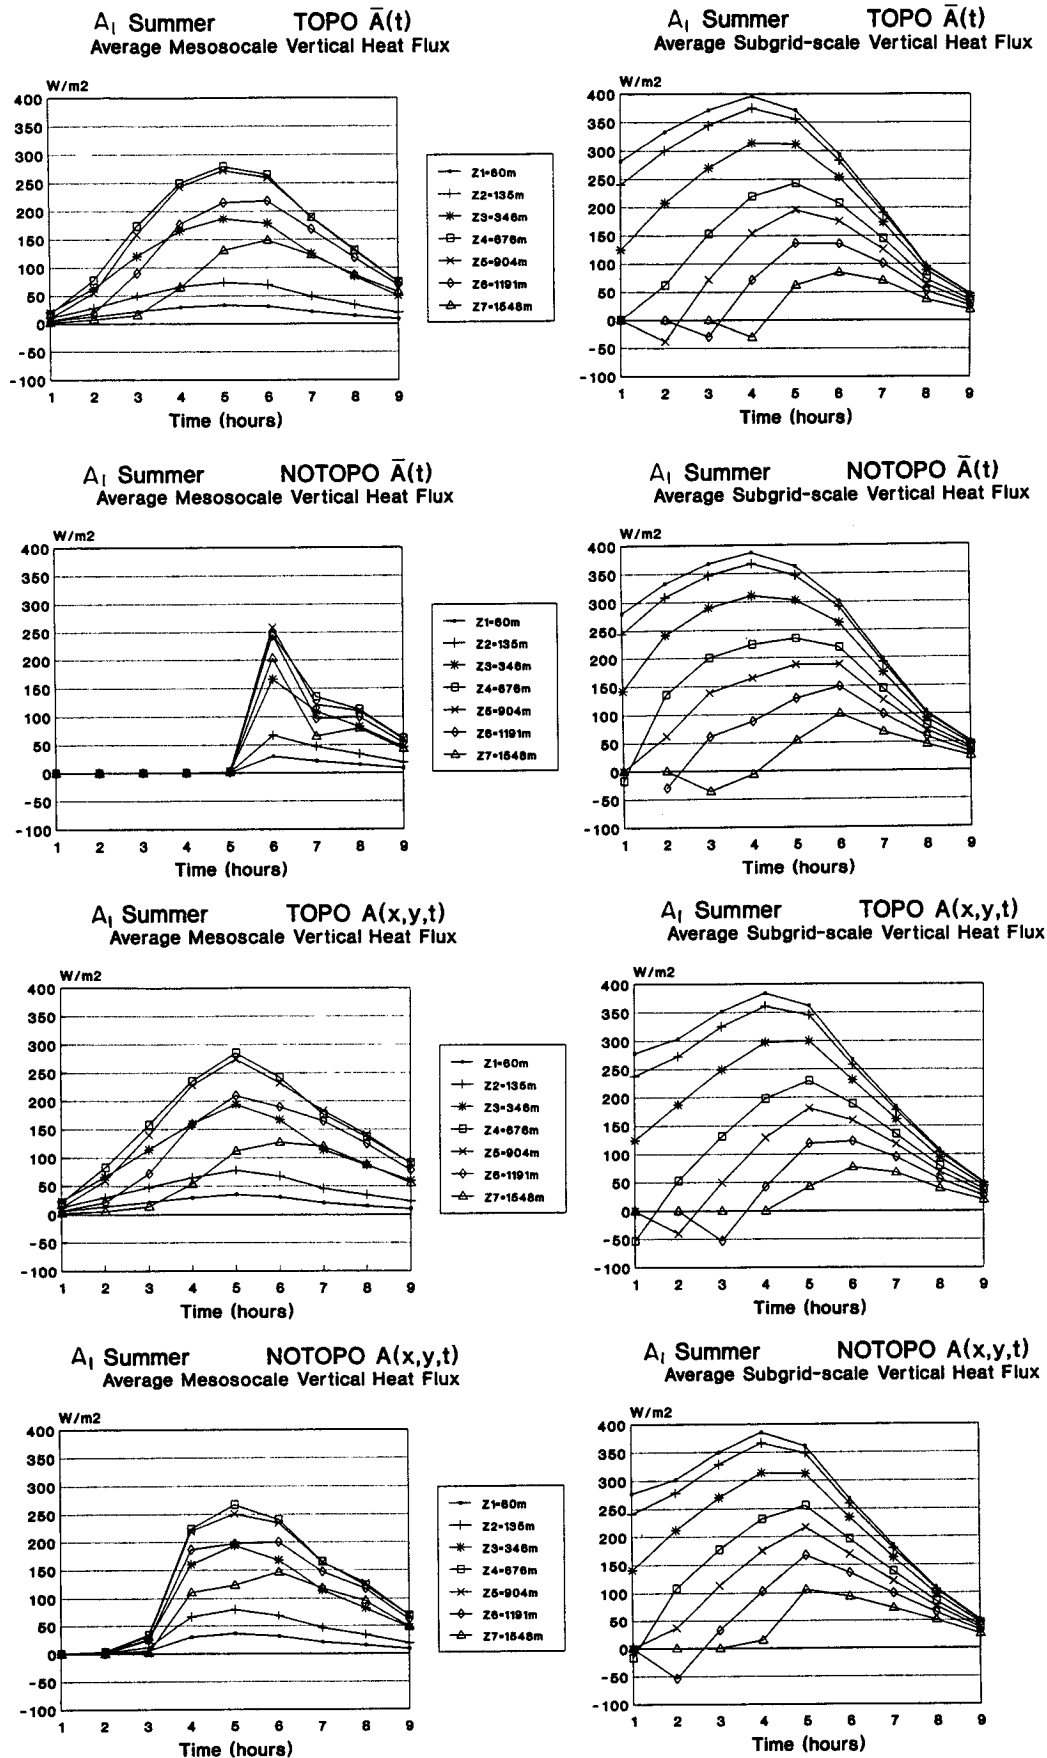 A₁ Summer TOPO A̅(t)
Average Mesosocale Vertical Heat Flux
W/m2
400
350
300
250
200
150
100
50
0
-50
-100
1 2 3 4 5 6 7 8 9
Time (hours)
Z1=60m
Z2=135m
Z3=346m
Z4=676m
Z5=904m
Z6=1191m
Z7=1548m
A₁ Summer TOPO A̅(t)
Average Subgrid-scale Vertical Heat Flux
W/m2
400
350
300
250
200
150
100
50
0
-50
-100
1 2 3 4 5 6 7 8 9
Time (hours)
A₁ Summer NOTOPO A̅(t)
Average Mesosocale Vertical Heat Flux
W/m2
400
350
300
250
200
150
100
50
0
-50
-100
1 2 3 4 5 6 7 8 9
Time (hours)
Z1=60m
Z2=135m
Z3=346m
Z4=676m
Z5=904m
Z6=1191m
Z7=1548m
A₁ Summer NOTOPO A̅(t)
Average Subgrid-scale Vertical Heat Flux
W/m2
400
350
300
250
200
150
100
50
0
-50
-100
1 2 3 4 5 6 7 8 9
Time (hours)
A₁ Summer TOPO A(x,y,t)
Average Mesosocale Vertical Heat Flux
W/m2
400
350
300
250
200
150
100
50
0
-50
-100
1 2 3 4 5 6 7 8 9
Time (hours)
Z1=60m
Z2=135m
Z3=346m
Z4=676m
Z5=904m
Z6=1191m
Z7=1548m
A₁ Summer TOPO A(x,y,t)
Average Subgrid-scale Vertical Heat Flux
W/m2
400
350
300
250
200
150
100
50
0
-50
-100
1 2 3 4 5 6 7 8 9
Time (hours)
A₁ Summer NOTOPO A(x,y,t)
Average Mesosocale Vertical Heat Flux
W/m2
400
350
300
250
200
150
100
50
0
-50
-100
1 2 3 4 5 6 7 8 9
Time (hours)
Z1=60m
Z2=135m
Z3=346m
Z4=676m
Z5=904m
Z6=1191m
Z7=1548m
A₁ Summer NOTOPO A(x,y,t)
Average Subgrid-scale Vertical Heat Flux
W/m2
400
350
300
250
200
150
100
50
0
-50
-100
1 2 3 4 5 6 7 8 9
Time (hours)